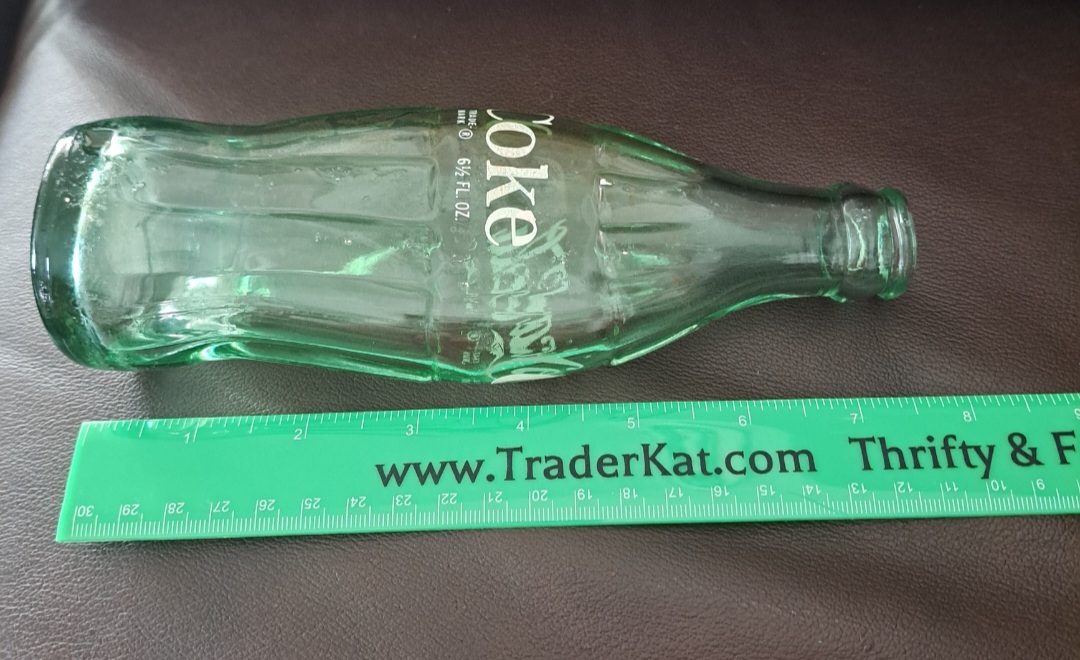 Coke
TRADE-MARK ®
6½ FL. OZ.
1 2 3 4 5 6 7 8 9
www.TraderKat.com Thrifty & F
30 29 28 27 26 25 24 23 22 21 20 19 18 17 16 15 14 13 12 11 10 9